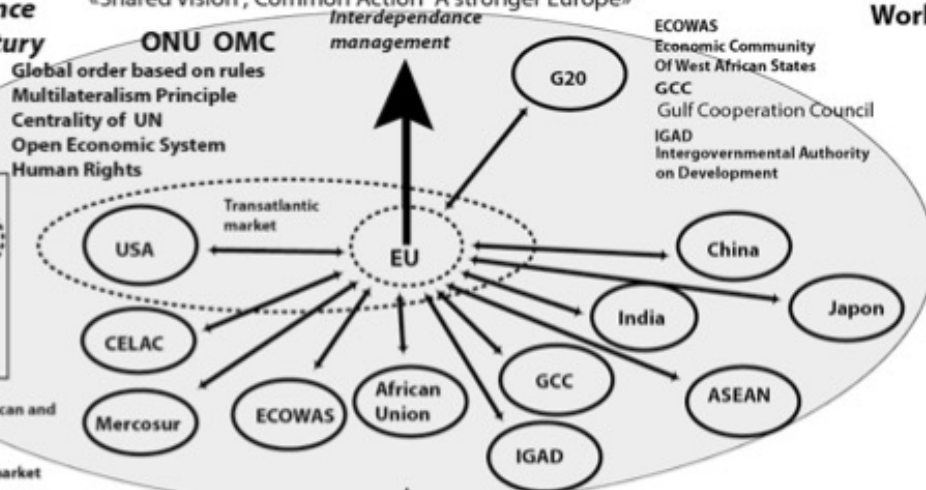 «Shared vision, Common Action A stronger Europe»
Interdependance
management
ONU OMC
Global order based on rules
Multilateralism Principle
Centrality of UN
Open Economic System
Human Rights
G20
ECOWAS
Economic Community
Of West African States
GCC
Gulf Cooperation Council
IGAD
Intergovernmental Authority
on Development
Transatlantic
market
USA
EU
China
India
Japon
CELAC
Mercosur
ECOWAS
African
Union
GCC
IGAD
ASEAN
can and